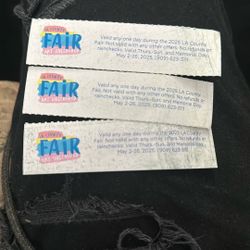 LA COUNTY
FAIR
Valid any one day during the 2025 LA County
Fair. Not valid with any other offers. No refunds or
rainchecks. Valid Thurs.-Sun. and Memorial Day.
May 2-26, 2025. (909) 623-3111
LA COUNTY
FAIR
ART UNLEASHED
Valid any one day during the 2025 LA County
Fair. Not valid with any other offers. No refunds or
rainchecks. Valid Thurs.-Sun. and Memorial Day.
May 2-26, 2025. (909) 623-3111
LA COUNTY
FAIR
ART UNLEASHED
Valid any one day during the 2025 LA County
Fair. Not valid with any other offers. No refunds or
rainchecks. Valid Thurs.-Sun. and Memorial Day.
May 2-26, 2025. (909) 623-3111